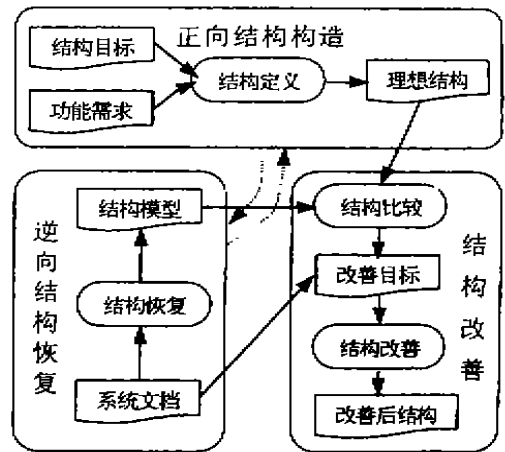 正向结构构造
结构目标
结构定义
理想结构
功能需求
逆向结构恢复
结构模型
结构恢复
系统文档
结构比较
改善目标
结构改善
改善后结构
结构改善